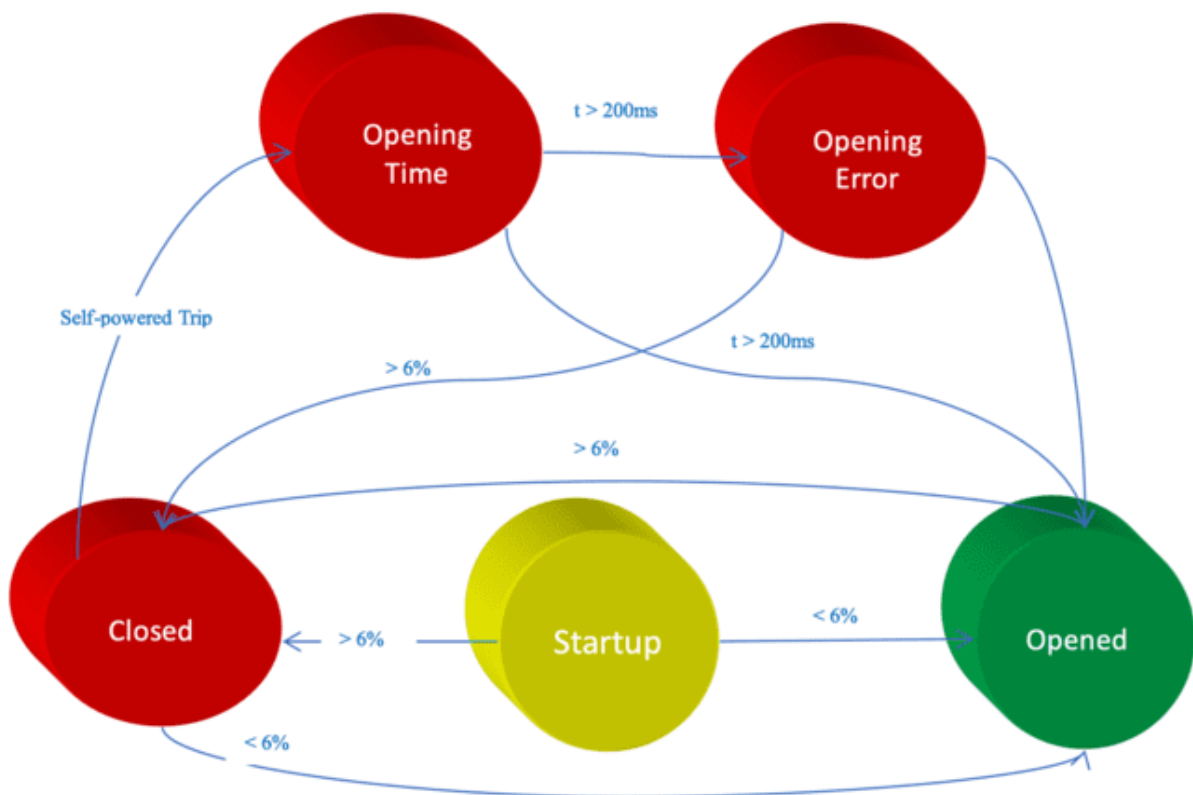 Opening
Time
t > 200ms
Opening
Error
Self-powered Trip
> 6%
t > 200ms
> 6%
Closed
> 6%
Startup
< 6%
Opened
< 6%